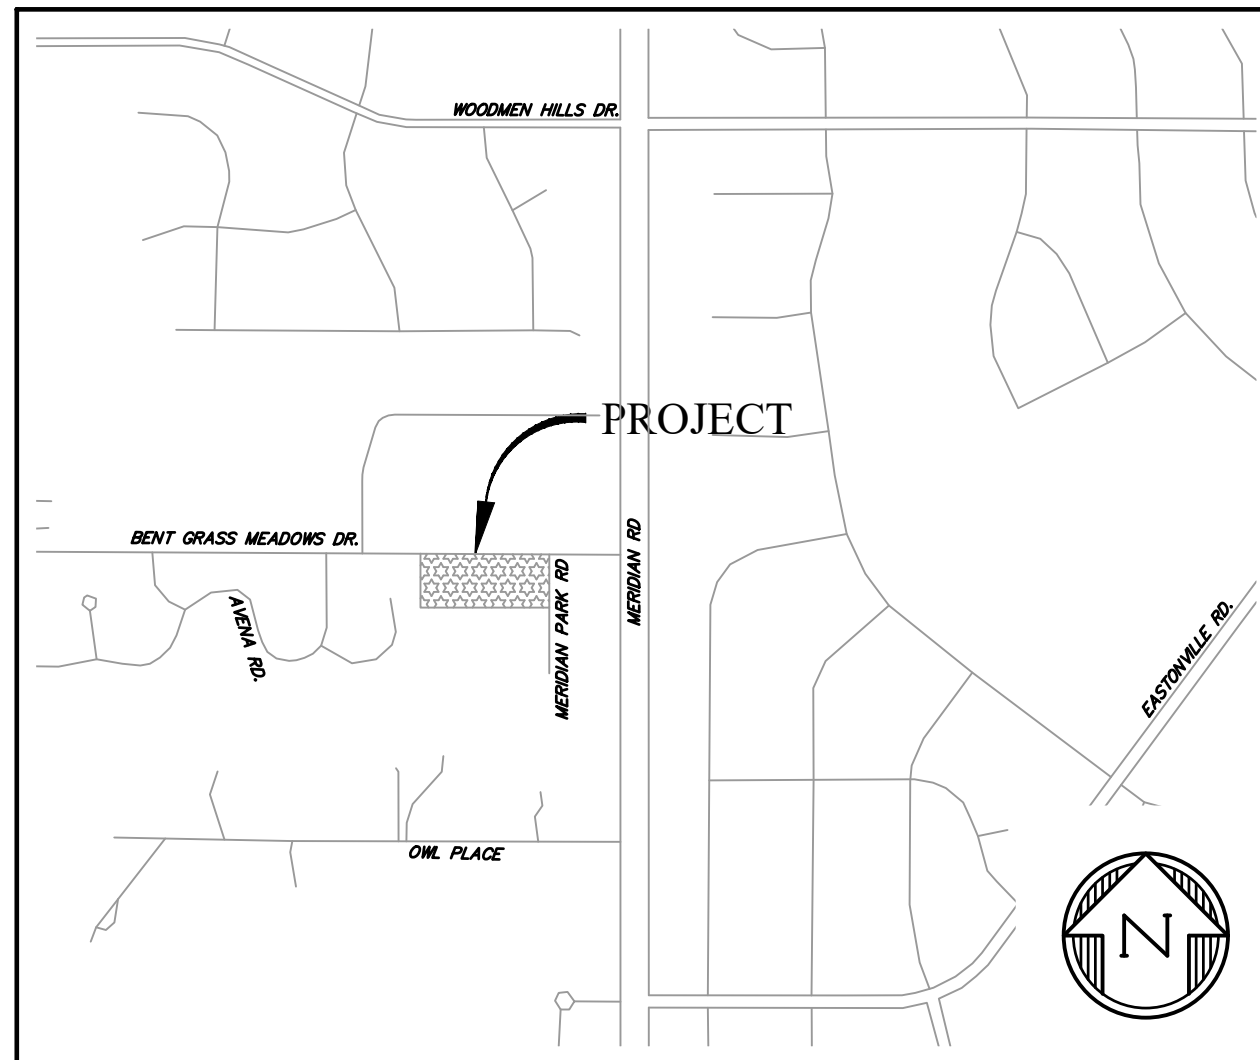 WOODMEN HILLS DR.
PROJECT
BENT GRASS MEADOWS DR.
MERIDIAN RD
MERIDIAN PARK RD
AVENA RD.
EASTONVILLE RD.
OWL PLACE
N